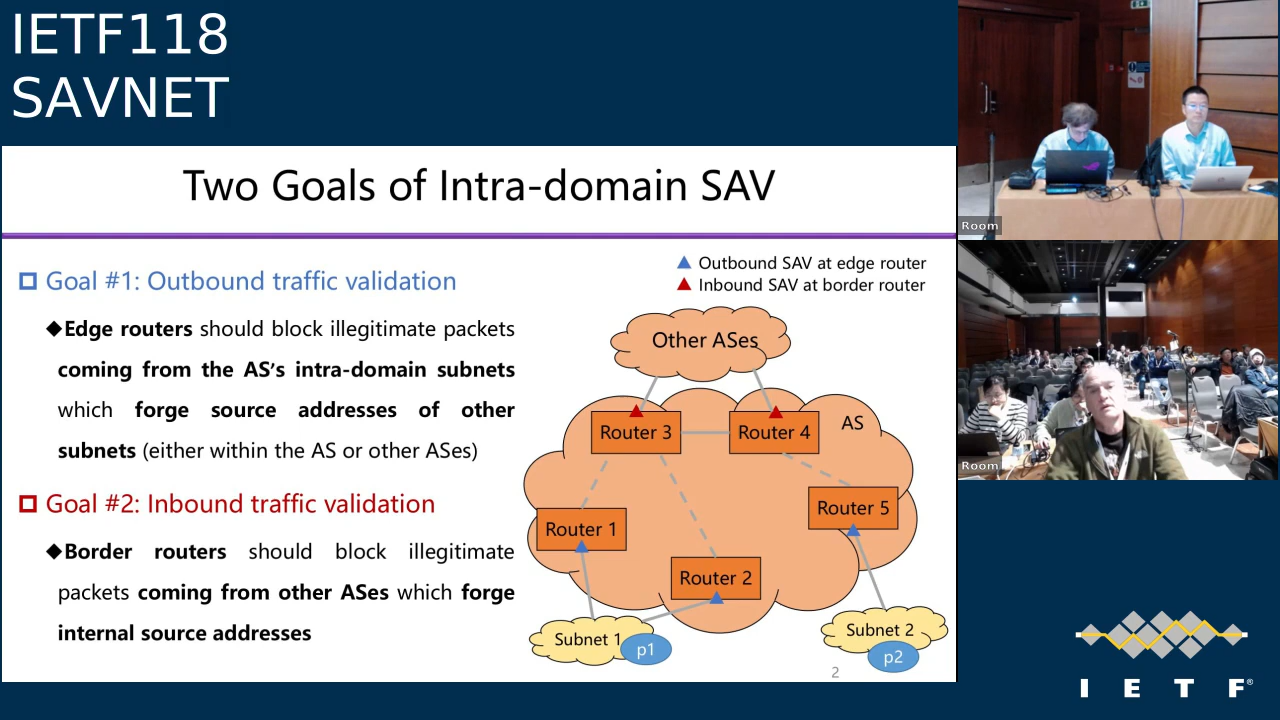 IETF118
SAVNET
Two Goals of Intra-domain SAV
Goal #1: Outbound traffic validation
◆Edge routers should block illegitimate packets
coming from the AS's intra-domain subnets
which forge source addresses of other
subnets (either within the AS or other ASes)
Goal #2: Inbound traffic validation
◆Border routers should block illegitimate
packets coming from other ASes which forge
internal source addresses
Outbound SAV at edge router
Inbound SAV at border router
Other ASes
AS
Router 3
Router 4
Router 5
Router 1
Router 2
Subnet 1
p1
Subnet 2
p2
2
Room
Room
I E T F®